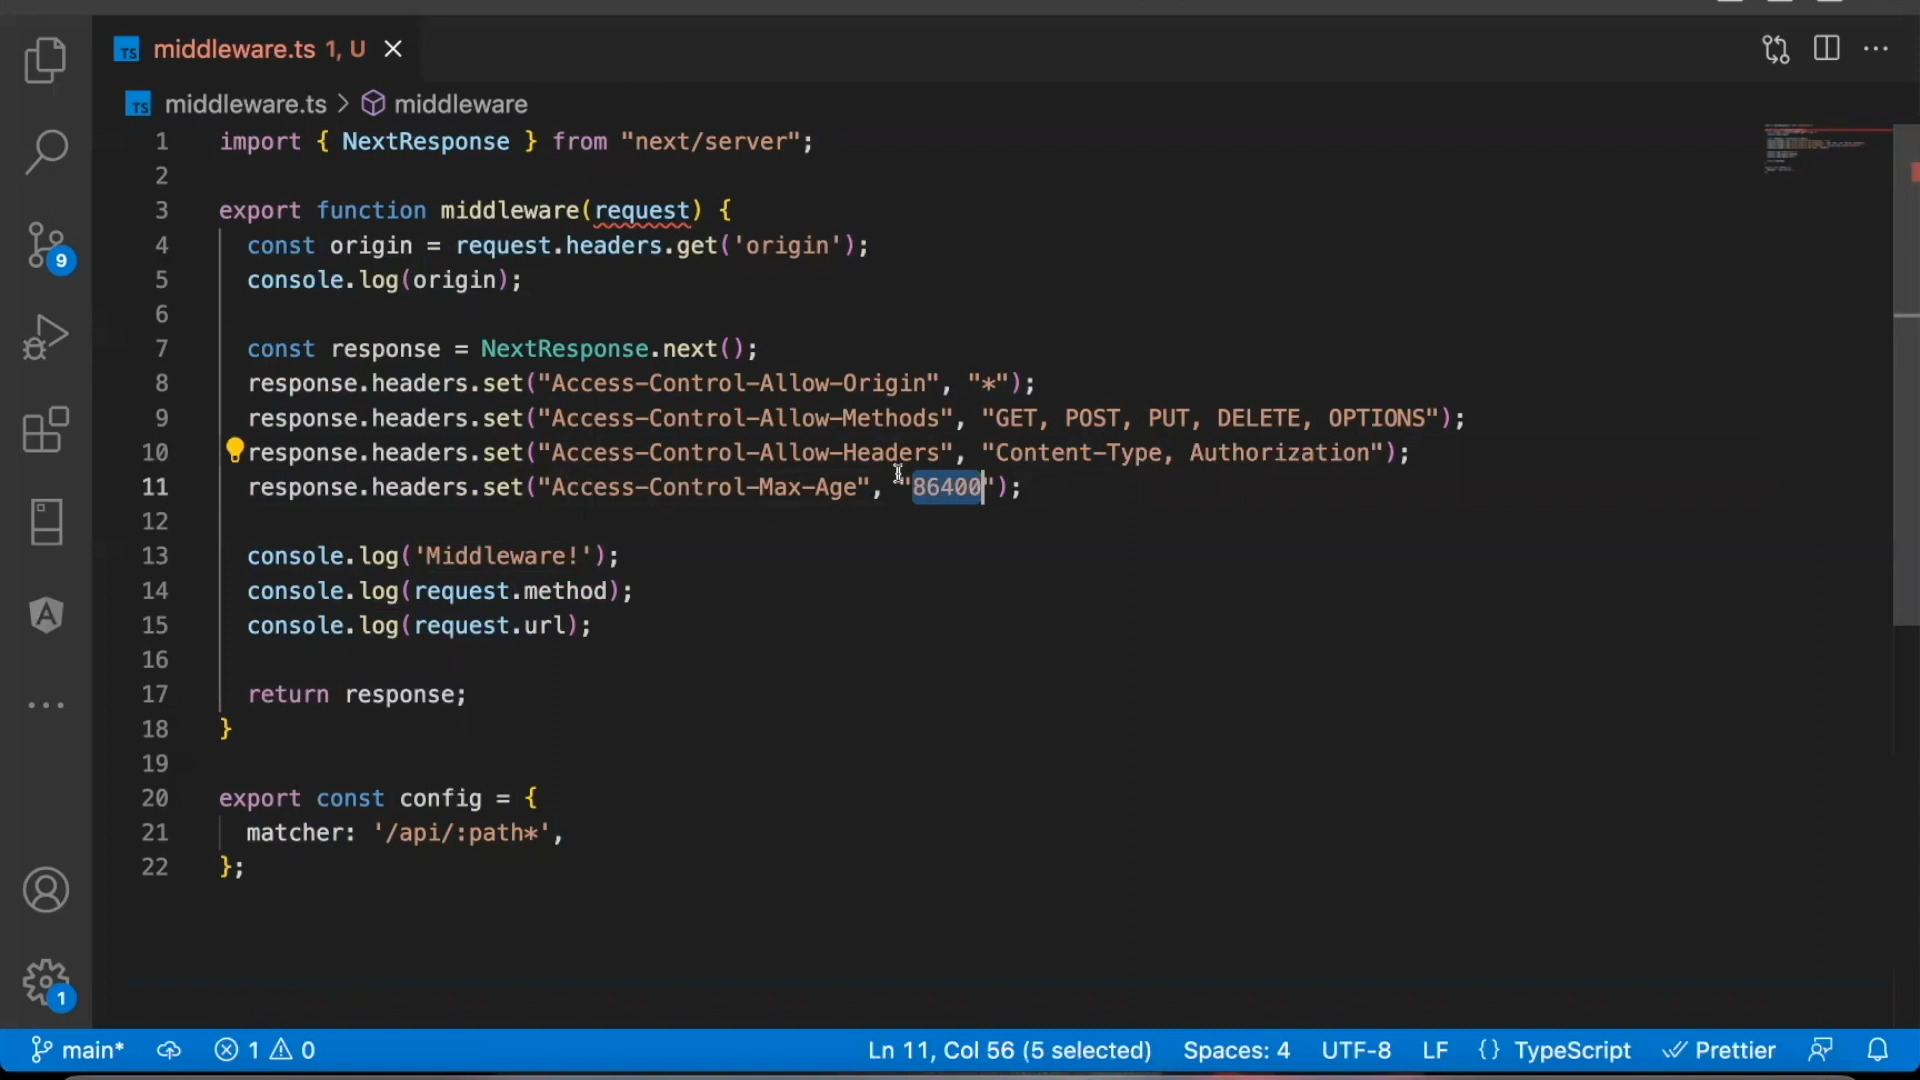 TS middleware.ts 1, U
TS middleware.ts > middleware
1 import { NextResponse } from "next/server";
2
3 export function middleware(request) {
4 const origin = request.headers.get('origin');
5 console.log(origin);
6
7 const response = NextResponse.next();
8 response.headers.set("Access-Control-Allow-Origin", "*");
9 response.headers.set("Access-Control-Allow-Methods", "GET, POST, PUT, DELETE, OPTIONS");
10 response.headers.set("Access-Control-Allow-Headers", "Content-Type, Authorization");
11 response.headers.set("Access-Control-Max-Age", "86400");
12
13 console.log('Middleware!');
14 console.log(request.method);
15 console.log(request.url);
16
17 return response;
18 }
19
20 export const config = {
21 matcher: '/api/:path*',
22 };
9
A
1
main* 1 0 Ln 11, Col 56 (5 selected) Spaces: 4 UTF-8 LF {} TypeScript Prettier